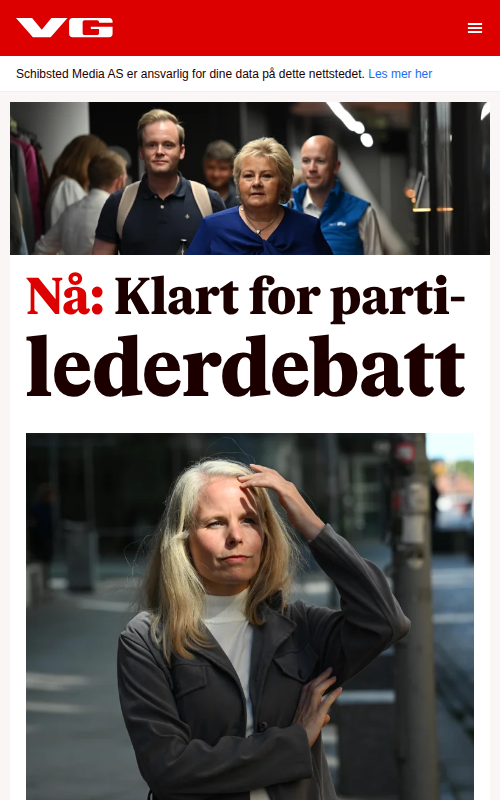 VG
Schibsted Media AS er ansvarlig for dine data på dette nettstedet. Les mer her
Nå: Klart for parti-
lederdebatt